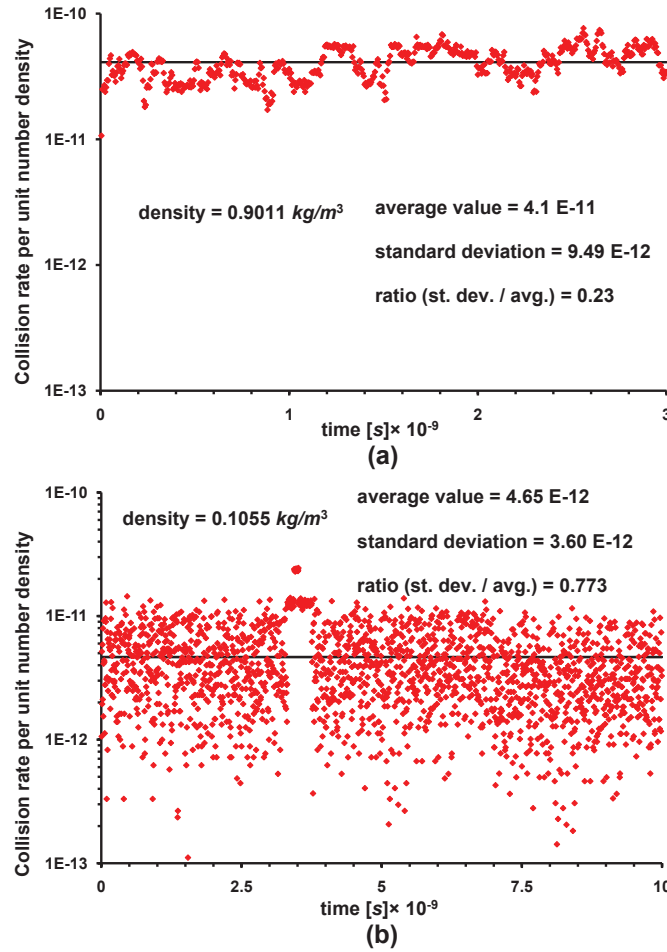 Collision rate per unit number density
1E-10
1E-11
1E-12
1E-13
density = 0.9011 kg/m³
average value = 4.1 E-11
standard deviation = 9.49 E-12
ratio (st. dev. / avg.) = 0.23
0
1
2
3
time [s]× 10⁻⁹
(a)
Collision rate per unit number density
1E-10
1E-11
1E-12
1E-13
density = 0.1055 kg/m³
average value = 4.65 E-12
standard deviation = 3.60 E-12
ratio (st. dev. / avg.) = 0.773
0
2.5
5
7.5
10
time [s]× 10⁻⁹
(b)